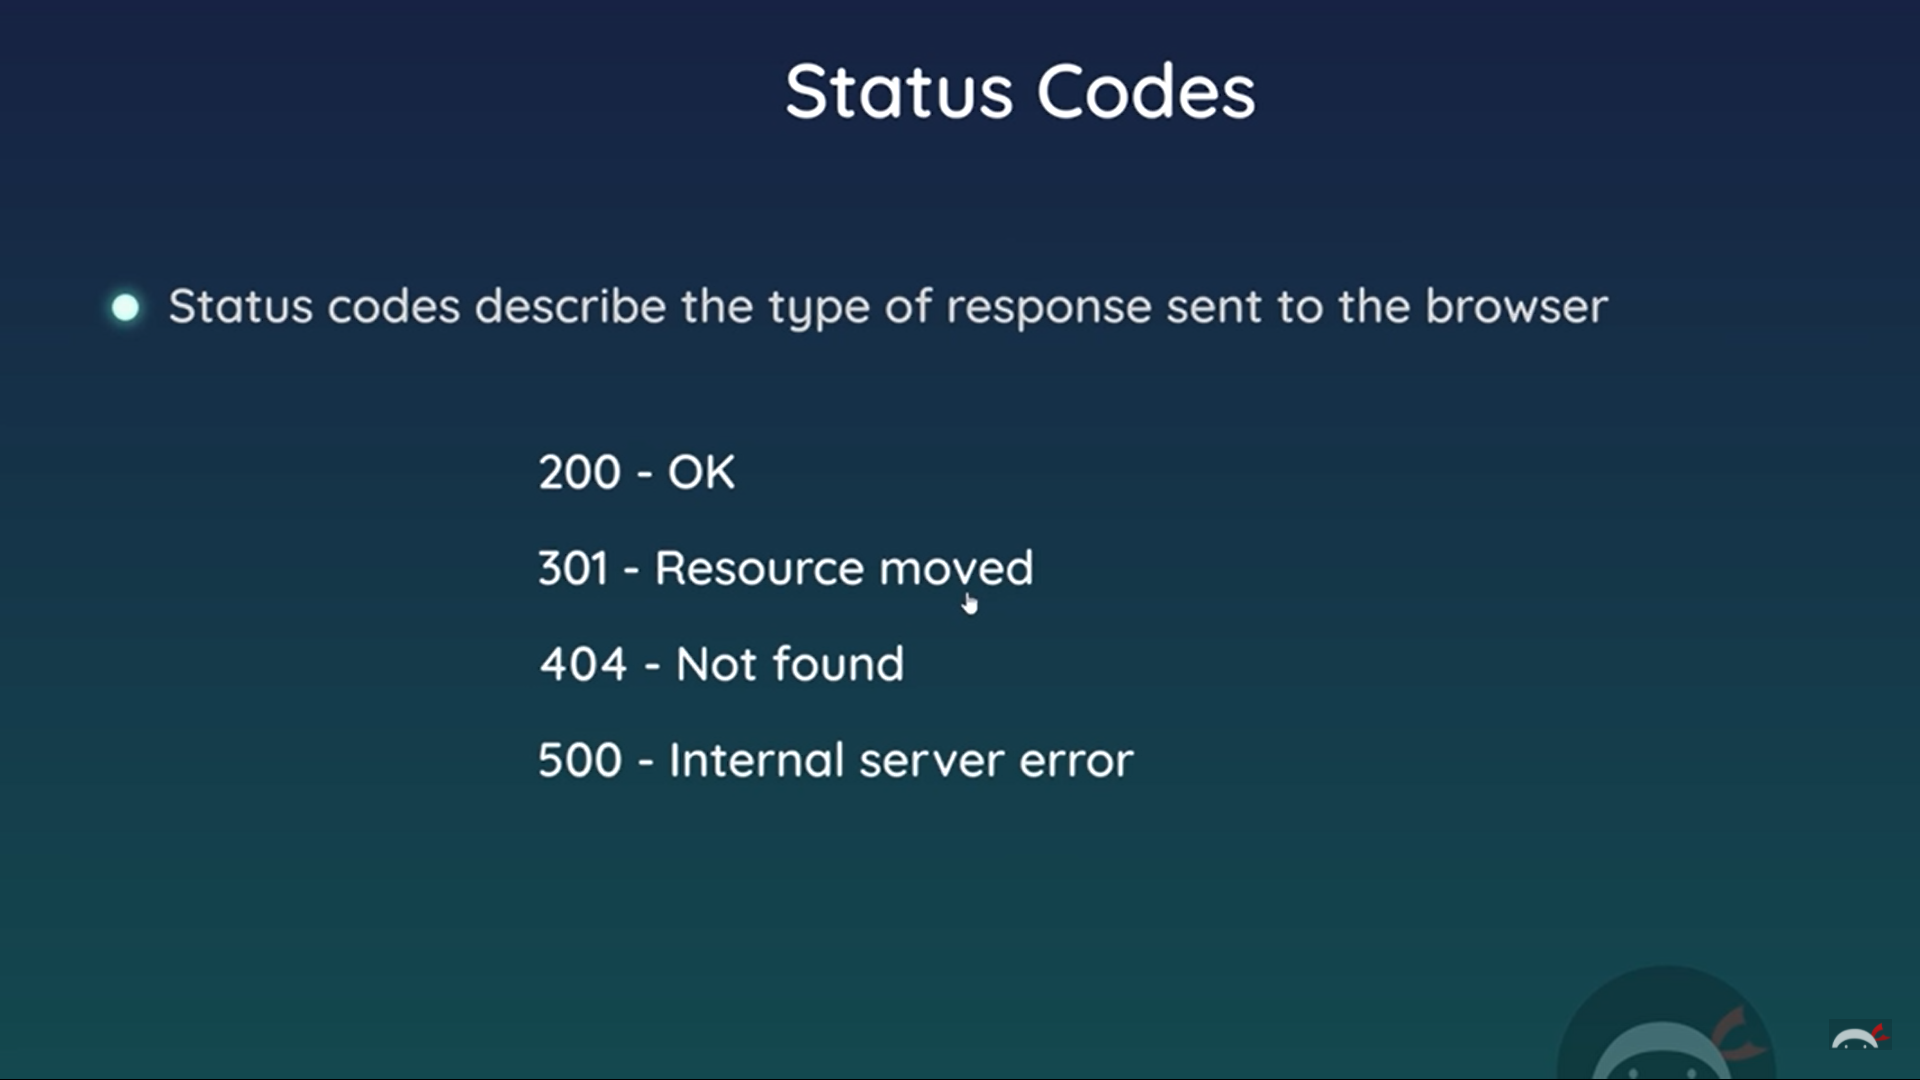 Status Codes
Status codes describe the type of response sent to the browser
200 - OK
301 - Resource moved
404 - Not found
500 - Internal server error